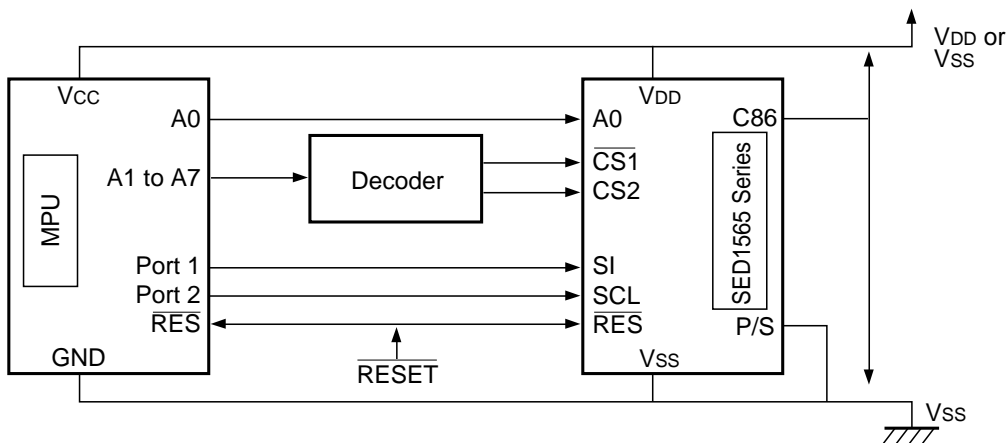 VDD or
VSS
VCC
A0
A1 to A7
MPU
Port 1
Port 2
RES
GND
Decoder
RESET
VDD
A0
C86
CS1
CS2
SED1565 Series
SI
SCL
RES
P/S
VSS
VSS